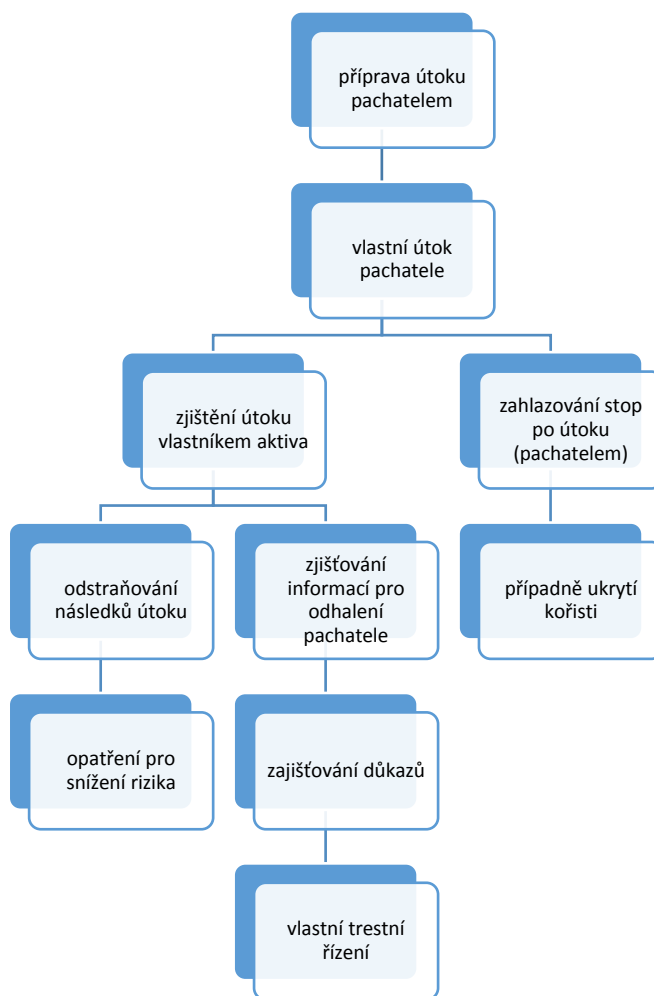 příprava útoku
pachatelem
vlastní útok
pachatele
zjištění útoku
vlastníkem aktiva
zahlazování stop
po útoku
(pachatelem)
odstraňování
následků útoku
zjišťování
informací pro
odhalení
pachatele
případně ukrytí
kořisti
opatření pro
snížení rizika
zajišťování důkazů
vlastní trestní
řízení